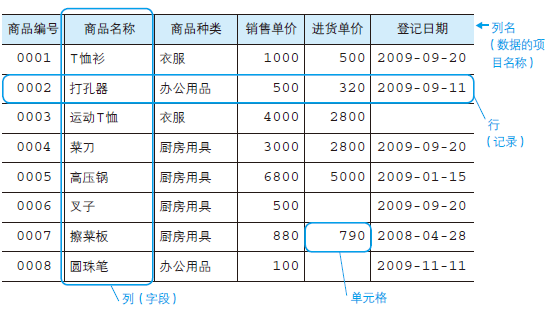 商品编号 商品名称 商品种类 销售单价 进货单价 登记日期
0001 T恤衫 衣服 1000 500 2009-09-20
0002 打孔器 办公用品 500 320 2009-09-11
0003 运动T恤 衣服 4000 2800
0004 菜刀 厨房用具 3000 2800 2009-09-20
0005 高压锅 厨房用具 6800 5000 2009-01-15
0006 叉子 厨房用具 500 2009-09-20
0007 擦菜板 厨房用具 880 790 2008-04-28
0008 圆珠笔 办公用品 100 2009-11-11
列名
(数据的项
目名称)
行
(记录)
列(字段)
单元格